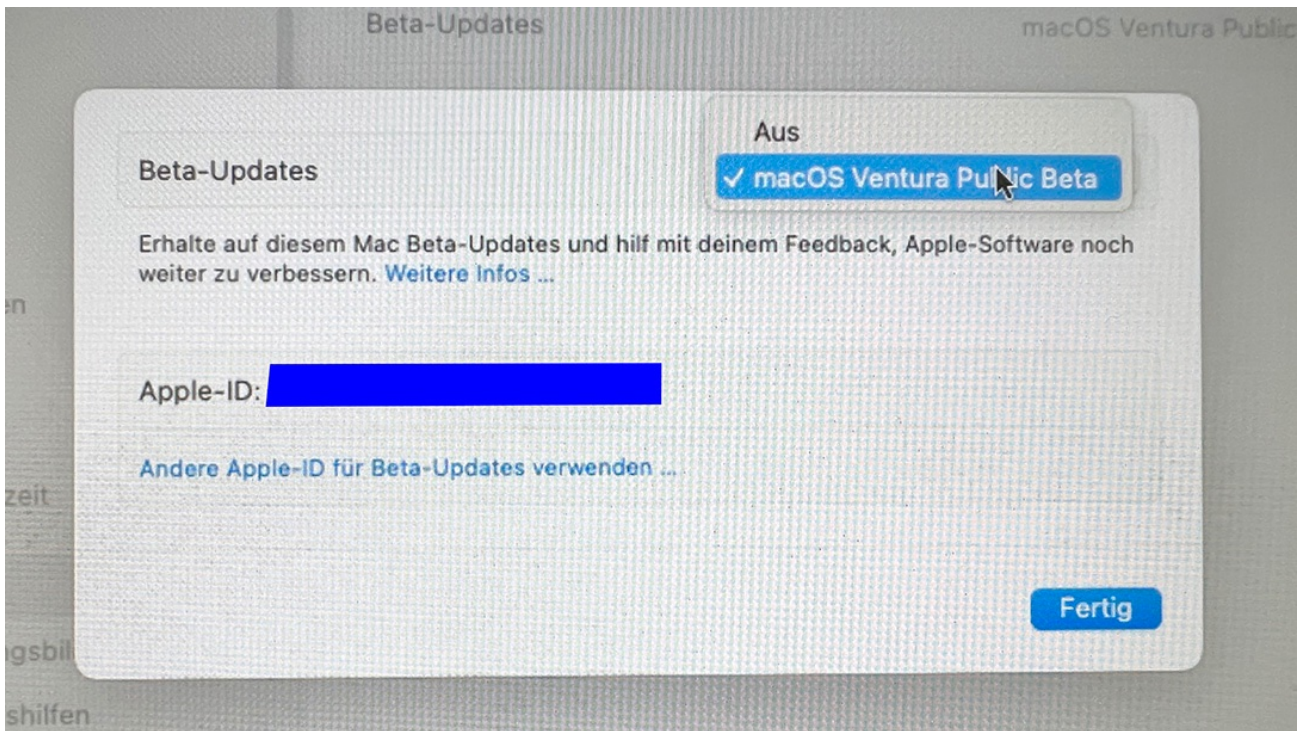 Beta-Updates
macOS Ventura Public
Aus
Beta-Updates
✓ macOS Ventura Public Beta
Erhalte auf diesem Mac Beta-Updates und hilf mit deinem Feedback, Apple-Software noch
weiter zu verbessern. Weitere Infos ...
en
Apple-ID:
Andere Apple-ID für Beta-Updates verwenden ...
zeit
Fertig
gsbil
shilfen